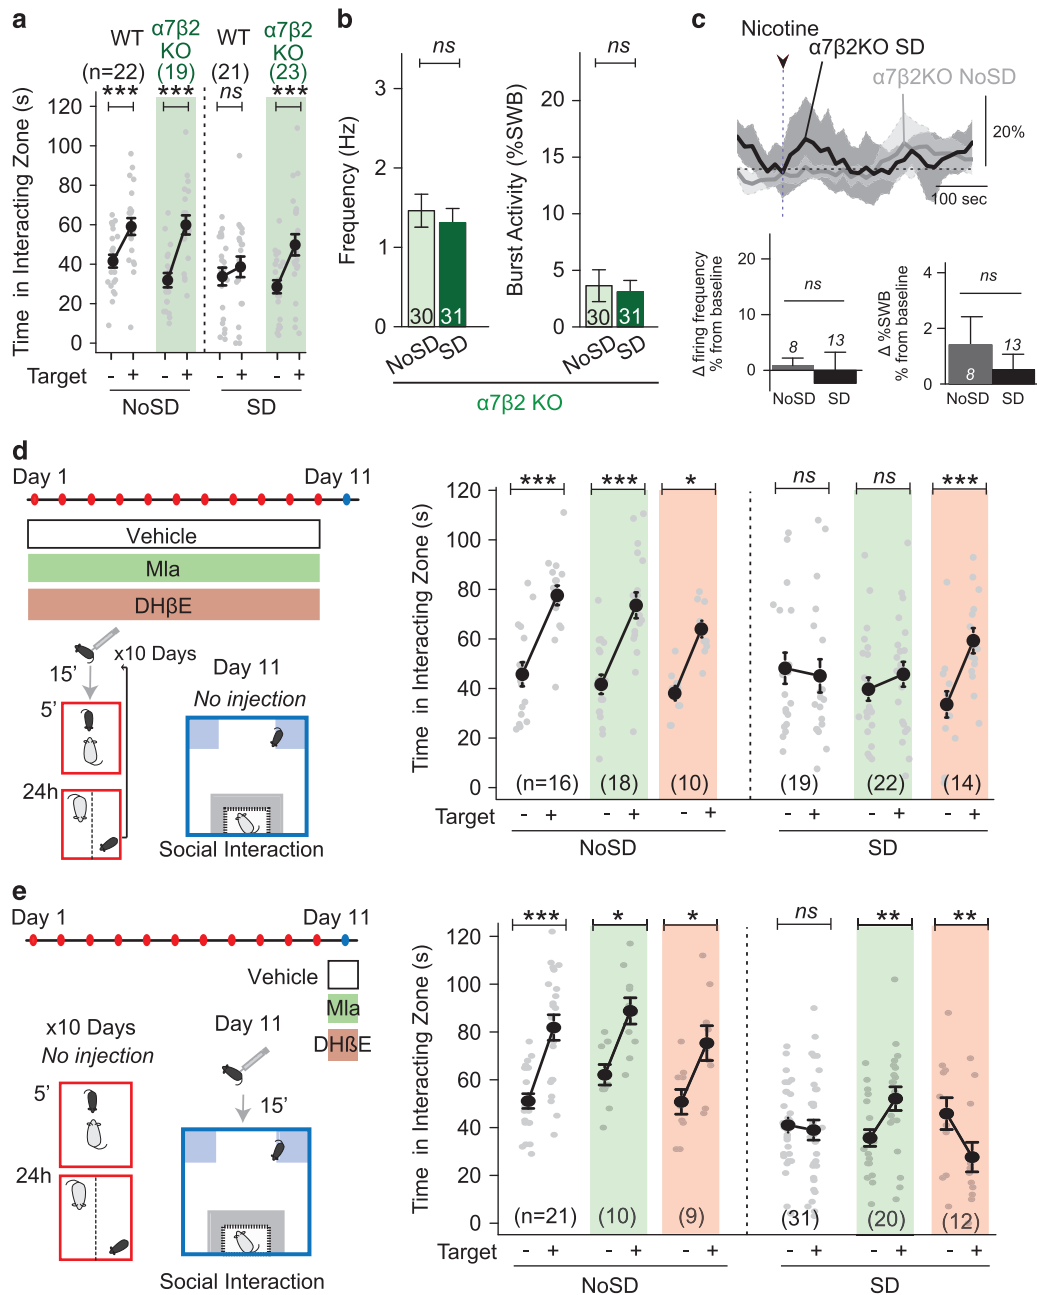 a
WT
α7β2 KO
WT
α7β2 KO
(n=22)
(19)
(21)
(23)
***
***
ns
***
Time in Interacting Zone (s)
120
100
80
60
40
20
0
Target
- + - + - + - +
NoSD
SD
b
ns
ns
Frequency (Hz)
3
2
1
0
30
31
NoSD
SD
Burst Activity (%SWB)
20
15
10
5
0
30
31
NoSD
SD
α7β2 KO
c
Nicotine
α7β2KO SD
α7β2KO NoSD
20%
100 sec
Δ firing frequency
% from baseline
20
10
0
ns
8
13
NoSD
SD
Δ %SWB
% from baseline
4
2
0
ns
8
13
NoSD
SD
d
Day 1
Day 11
Vehicle
Mla
DHβE
x10 Days
15’
5’
24h
Day 11
No injection
Social Interaction
***
***
*
ns
ns
***
Time in Interacting Zone (s)
120
100
80
60
40
20
0
(n=16)
(18)
(10)
(19)
(22)
(14)
Target
- + - + - + - + - + - +
NoSD
SD
e
Day 1
Day 11
Vehicle
Mla
DHßE
x10 Days
No injection
Day 11
15’
5’
24h
Social Interaction
***
*
*
ns
**
**
Time in Interacting Zone (s)
120
100
80
60
40
20
0
(n=21)
(10)
(9)
(31)
(20)
(12)
Target
- + - + - + - + - + - +
NoSD
SD